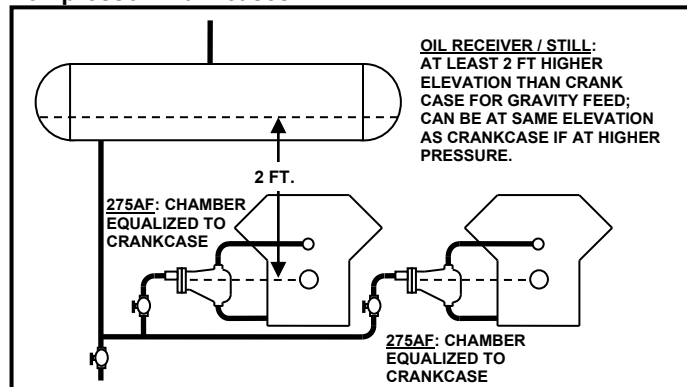 OIL RECEIVER / STILL:
AT LEAST 2 FT HIGHER
ELEVATION THAN CRANK
CASE FOR GRAVITY FEED;
CAN BE AT SAME ELEVATION
AS CRANKCASE IF AT HIGHER
PRESSURE.
2 FT.
275AF: CHAMBER
EQUALIZED TO
CRANKCASE
275AF: CHAMBER
EQUALIZED TO
CRANKCASE